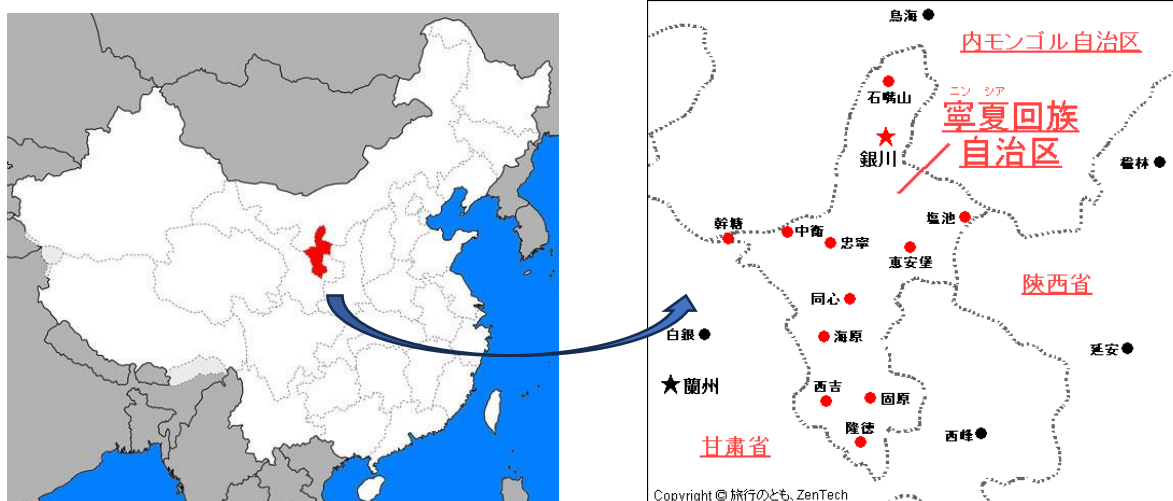 烏海
内モンゴル自治区
石嘴山
ニン シア
寧夏回族
自治区
銀川
楡林
塩池
幹糖
中衛
忠寧
恵安堡
同心
陝西省
白銀
海原
延安
蘭州
西吉
固原
隆徳
西峰
甘粛省
Copyright © 旅行のとも、ZenTech